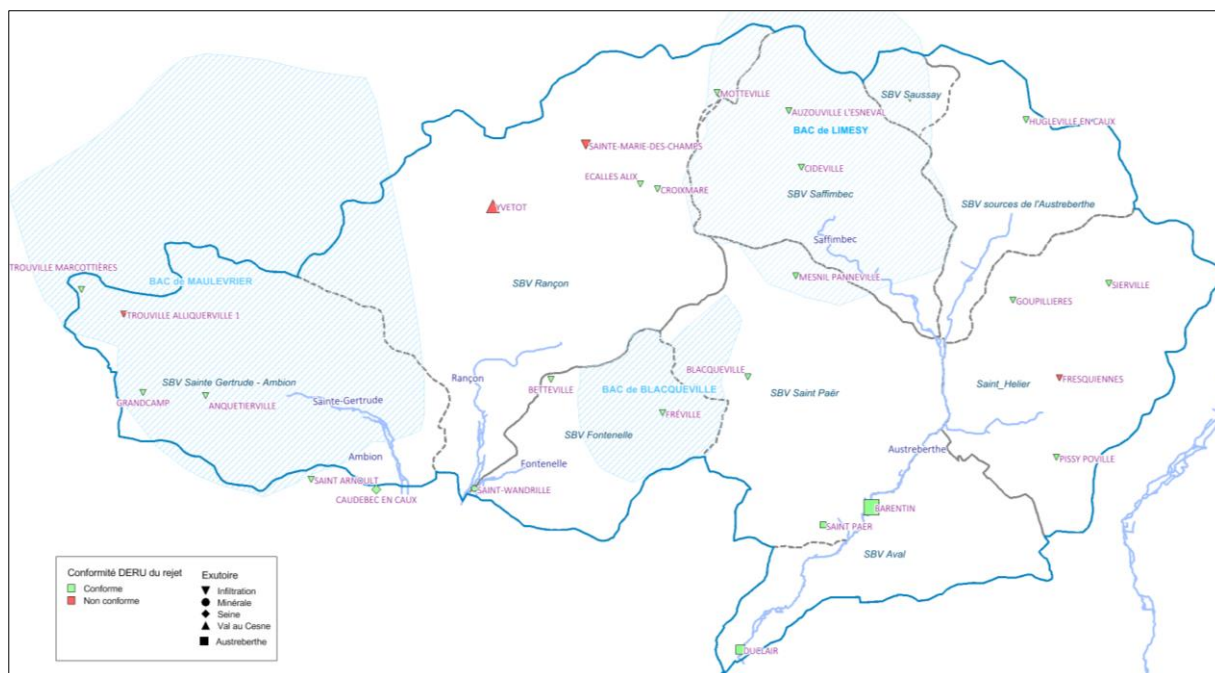 SBV Saussay
MOTTEVILLE
AUZOUVILLE L'ESNEVAL
HUGLEVILLE EN CAUX
BAC de LIMESY
SAINTE-MARIE-DES-CHAMPS
CIDEVILLE
ECALLES ALIX
CROIXMARE
SBV Saffimbec
YVETOT
SBV sources de l'Austreberthe
Saffimbec
TROUVILLE MARCOTTIÈRES
BAC de MAULEVRIER
SBV Rançon
MESNIL PANNEVILLE
SIERVILLE
GOUPILLIERES
TROUVILLE ALLIQUERVILLE 1
BLACQUEVILLE
Rançon
BETTEVILLE
FRESQUIENNES
SBV Sainte Gertrude - Ambion
BAC de BLACQUEVILLE
SBV Saint Paër
Saint_Helier
GRANDCAMP
ANQUETIERVILLE
Sainte-Gertrude
FRÉVILLE
SBV Fontenelle
Austreberthe
Ambion
Fontenelle
PISSY POVILLE
SAINT ARNOULT
CAUDEBEC EN CAUX
SAINT-WANDRILLE
BARENTIN
SAINT PAER
SBV Aval
DUCLAIR
Conformité DERU du rejet
Conforme
Non conforme
Exutoire
Infiltration
Minérale
Seine
Val au Cesne
Austreberthe